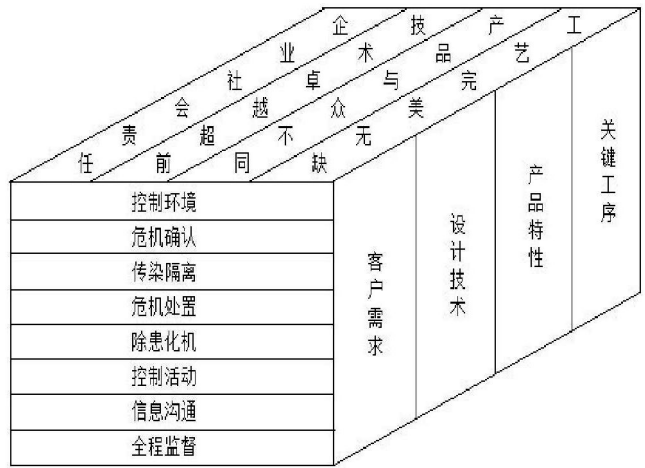 企业社会责任
技术卓越超前
产品与众不同
工艺完美无缺
控制环境
危机确认
传染隔离
危机处置
除患化机
控制活动
信息沟通
全程监督
客户需求
设计技术
产品特性
关键工序